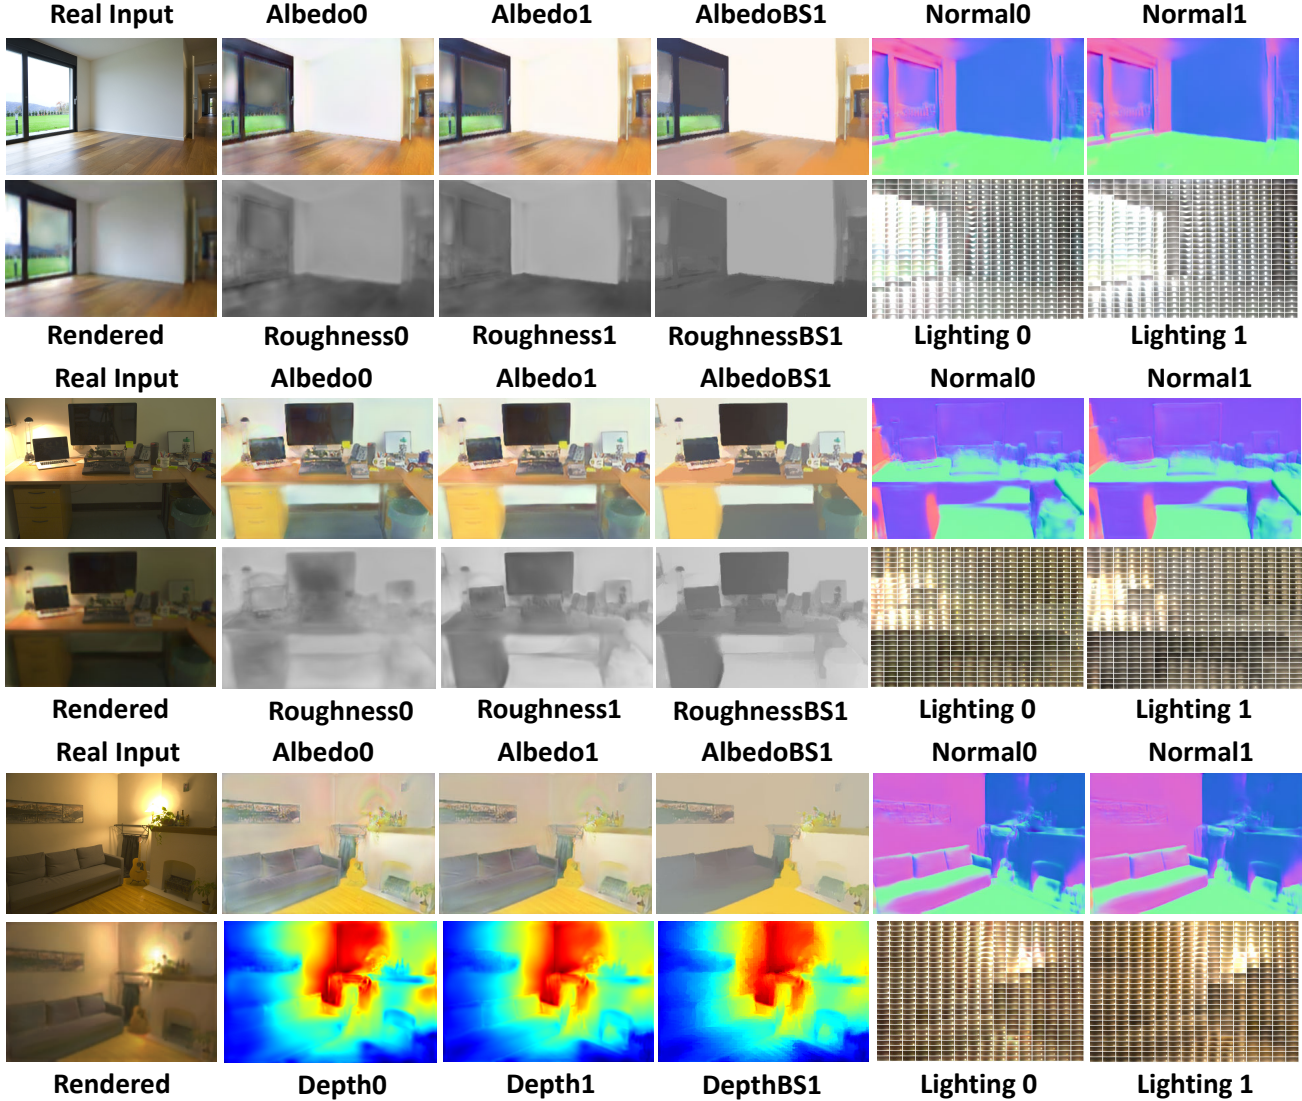 Real Input Albedo0 Albedo1 AlbedoBS1 Normal0 Normal1
Rendered Roughness0 Roughness1 RoughnessBS1 Lighting 0 Lighting 1
Real Input Albedo0 Albedo1 AlbedoBS1 Normal0 Normal1
Rendered Roughness0 Roughness1 RoughnessBS1 Lighting 0 Lighting 1
Real Input Albedo0 Albedo1 AlbedoBS1 Normal0 Normal1
Rendered Depth0 Depth1 DepthBS1 Lighting 0 Lighting 1